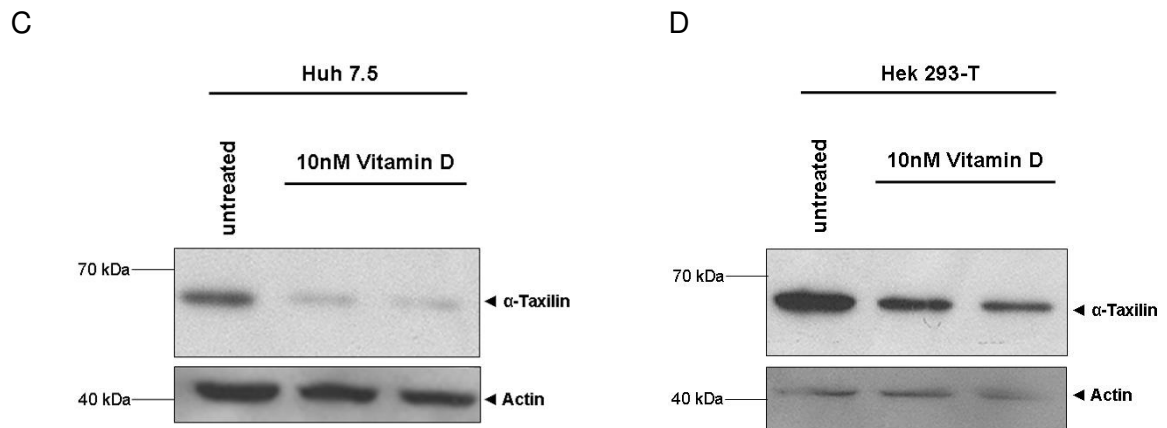 C
Huh 7.5
untreated
10nM Vitamin D
70 kDa
◄ α-Taxilin
40 kDa
◄ Actin
D
Hek 293-T
untreated
10nM Vitamin D
70 kDa
◄ α-Taxilin
40 kDa
◄ Actin